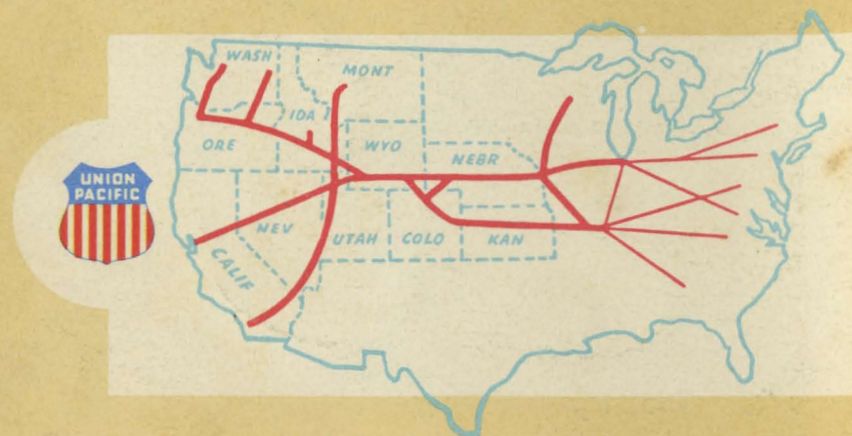 WASH
MONT
IDA
ORE
WYO
NEBR
UNION
PACIFIC
NEV
UTAH
COLO
KAN
CALIF